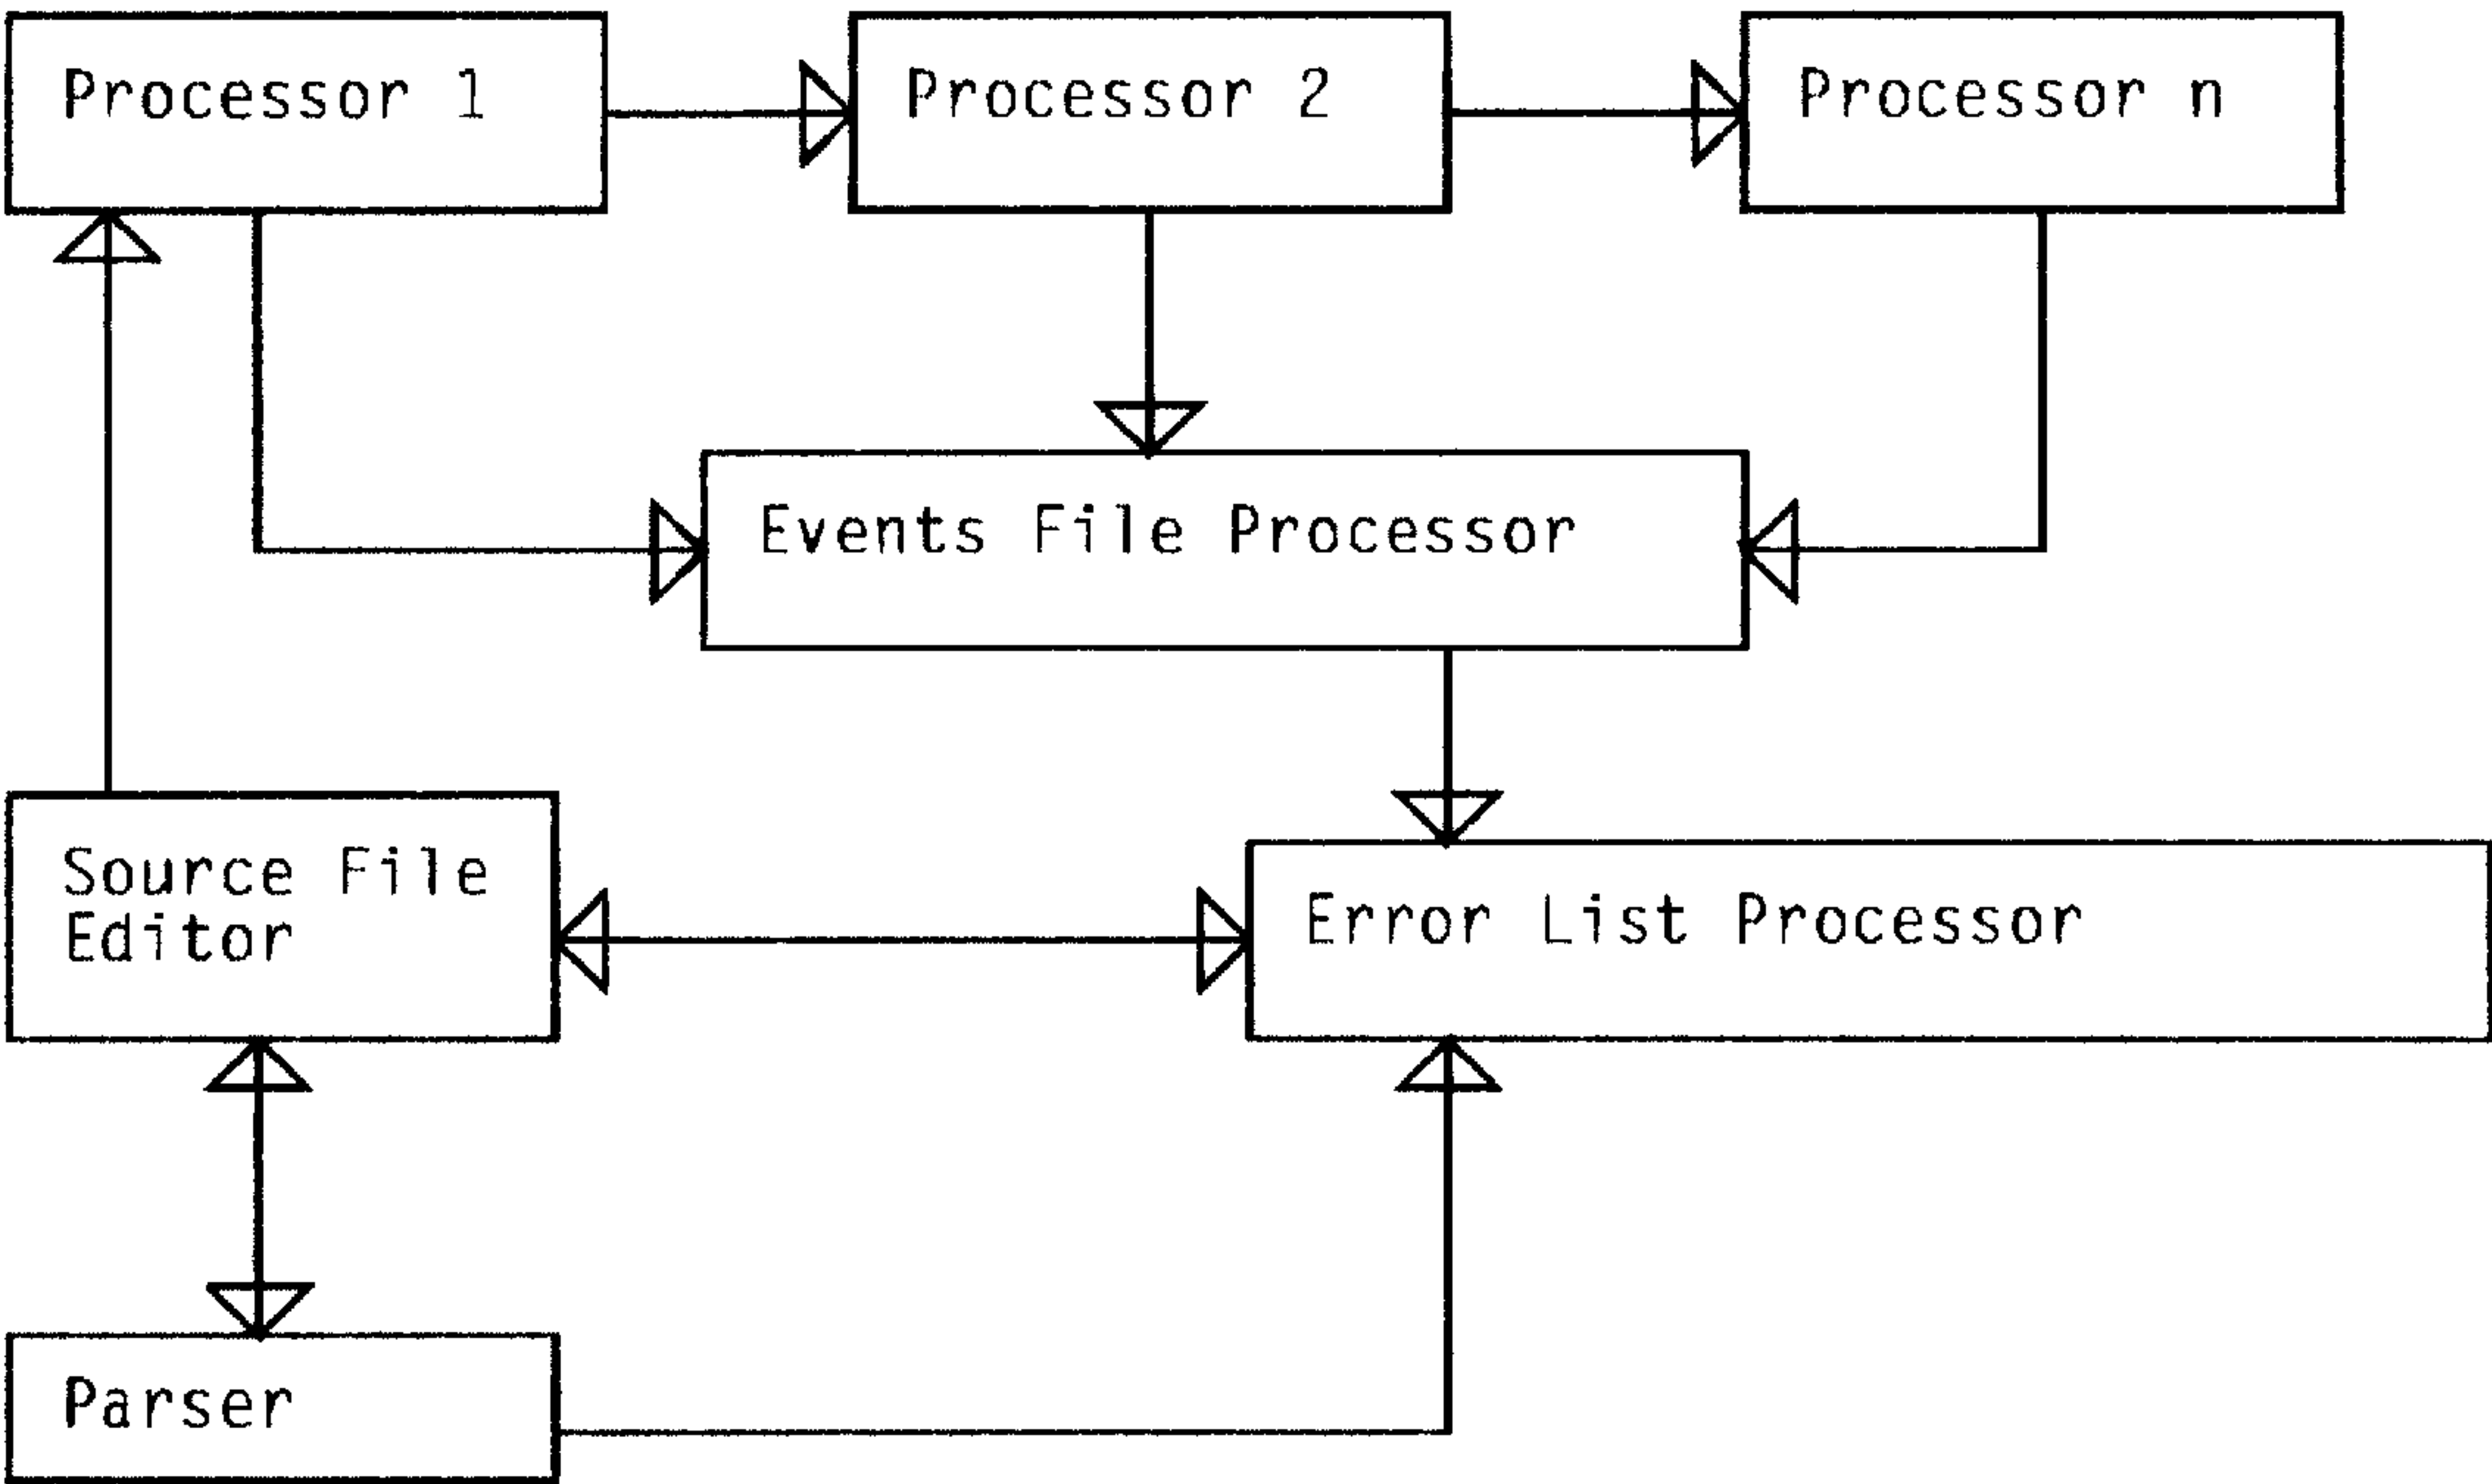 Processor 1
Processor 2
Processor n
Events File Processor
Source File
Editor
Error List Processor
Parser